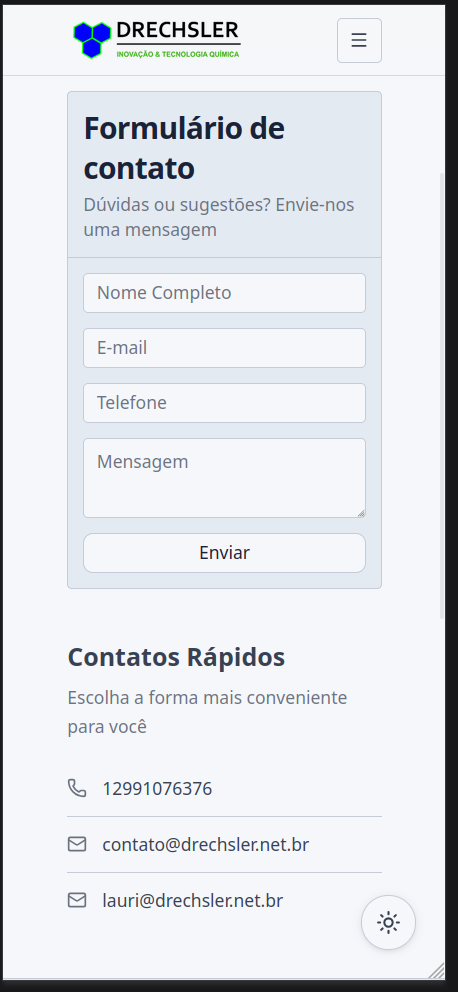 DRECHSLER
INOVAÇÃO & TECNOLOGIA QUÍMICA
Formulário de
contato
Dúvidas ou sugestões? Envie-nos
uma mensagem
Nome Completo
E-mail
Telefone
Mensagem
Enviar
Contatos Rápidos
Escolha a forma mais conveniente
para você
12991076376
contato@drechsler.net.br
lauri@drechsler.net.br